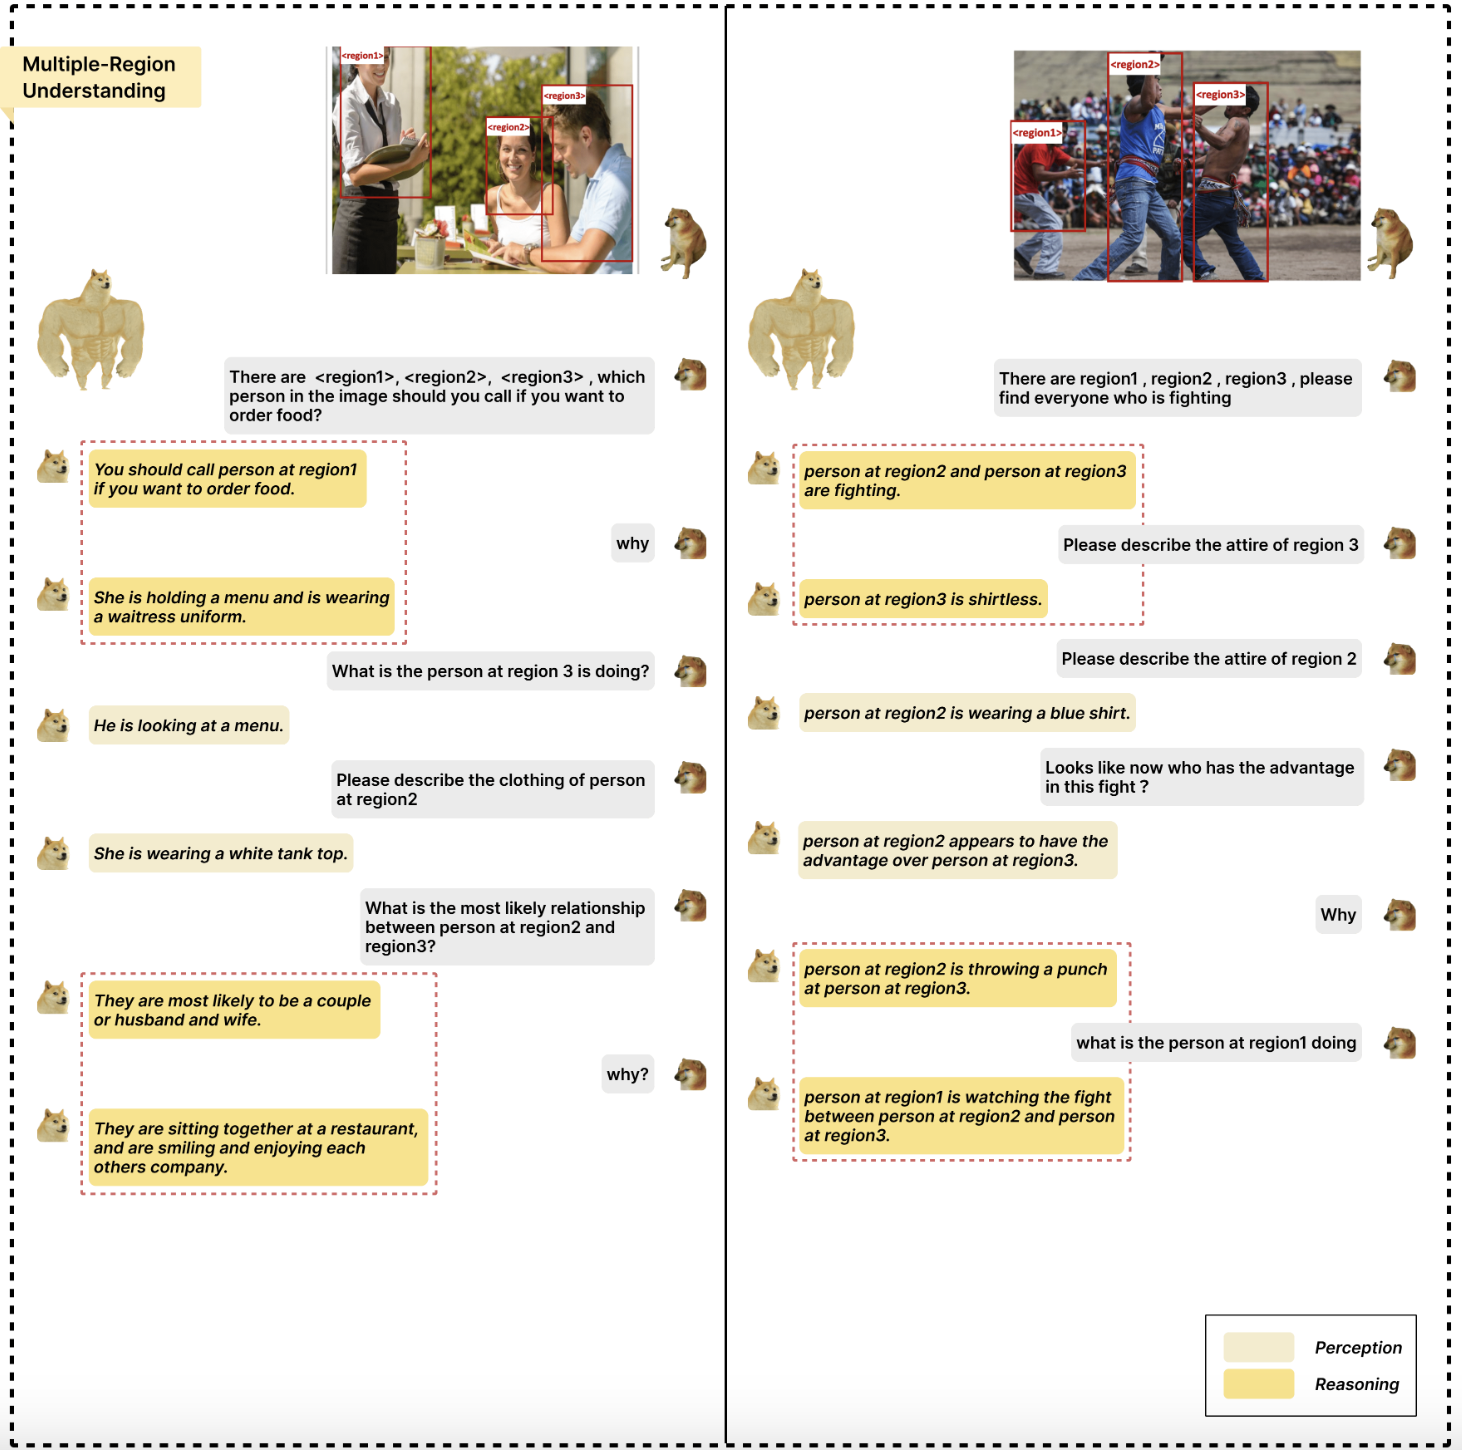 Multiple-Region
Understanding
<region1>
<region2>
<region3>
There are <region1>, <region2>, <region3> , which
person in the image should you call if you want to
order food?
You should call person at region1
if you want to order food.
why
She is holding a menu and is wearing
a waitress uniform.
What is the person at region 3 is doing?
He is looking at a menu.
Please describe the clothing of person
at region2
She is wearing a white tank top.
What is the most likely relationship
between person at region2 and
region3?
They are most likely to be a couple
or husband and wife.
why?
They are sitting together at a restaurant,
and are smiling and enjoying each
others company.
<region1>
<region2>
<region3>
There are region1 , region2 , region3 , please
find everyone who is fighting
person at region2 and person at region3
are fighting.
Please describe the attire of region 3
person at region3 is shirtless.
Please describe the attire of region 2
person at region2 is wearing a blue shirt.
Looks like now who has the advantage
in this fight ?
person at region2 appears to have the
advantage over person at region3.
Why
person at region2 is throwing a punch
at person at region3.
what is the person at region1 doing
person at region1 is watching the fight
between person at region2 and person
at region3.
Perception
Reasoning